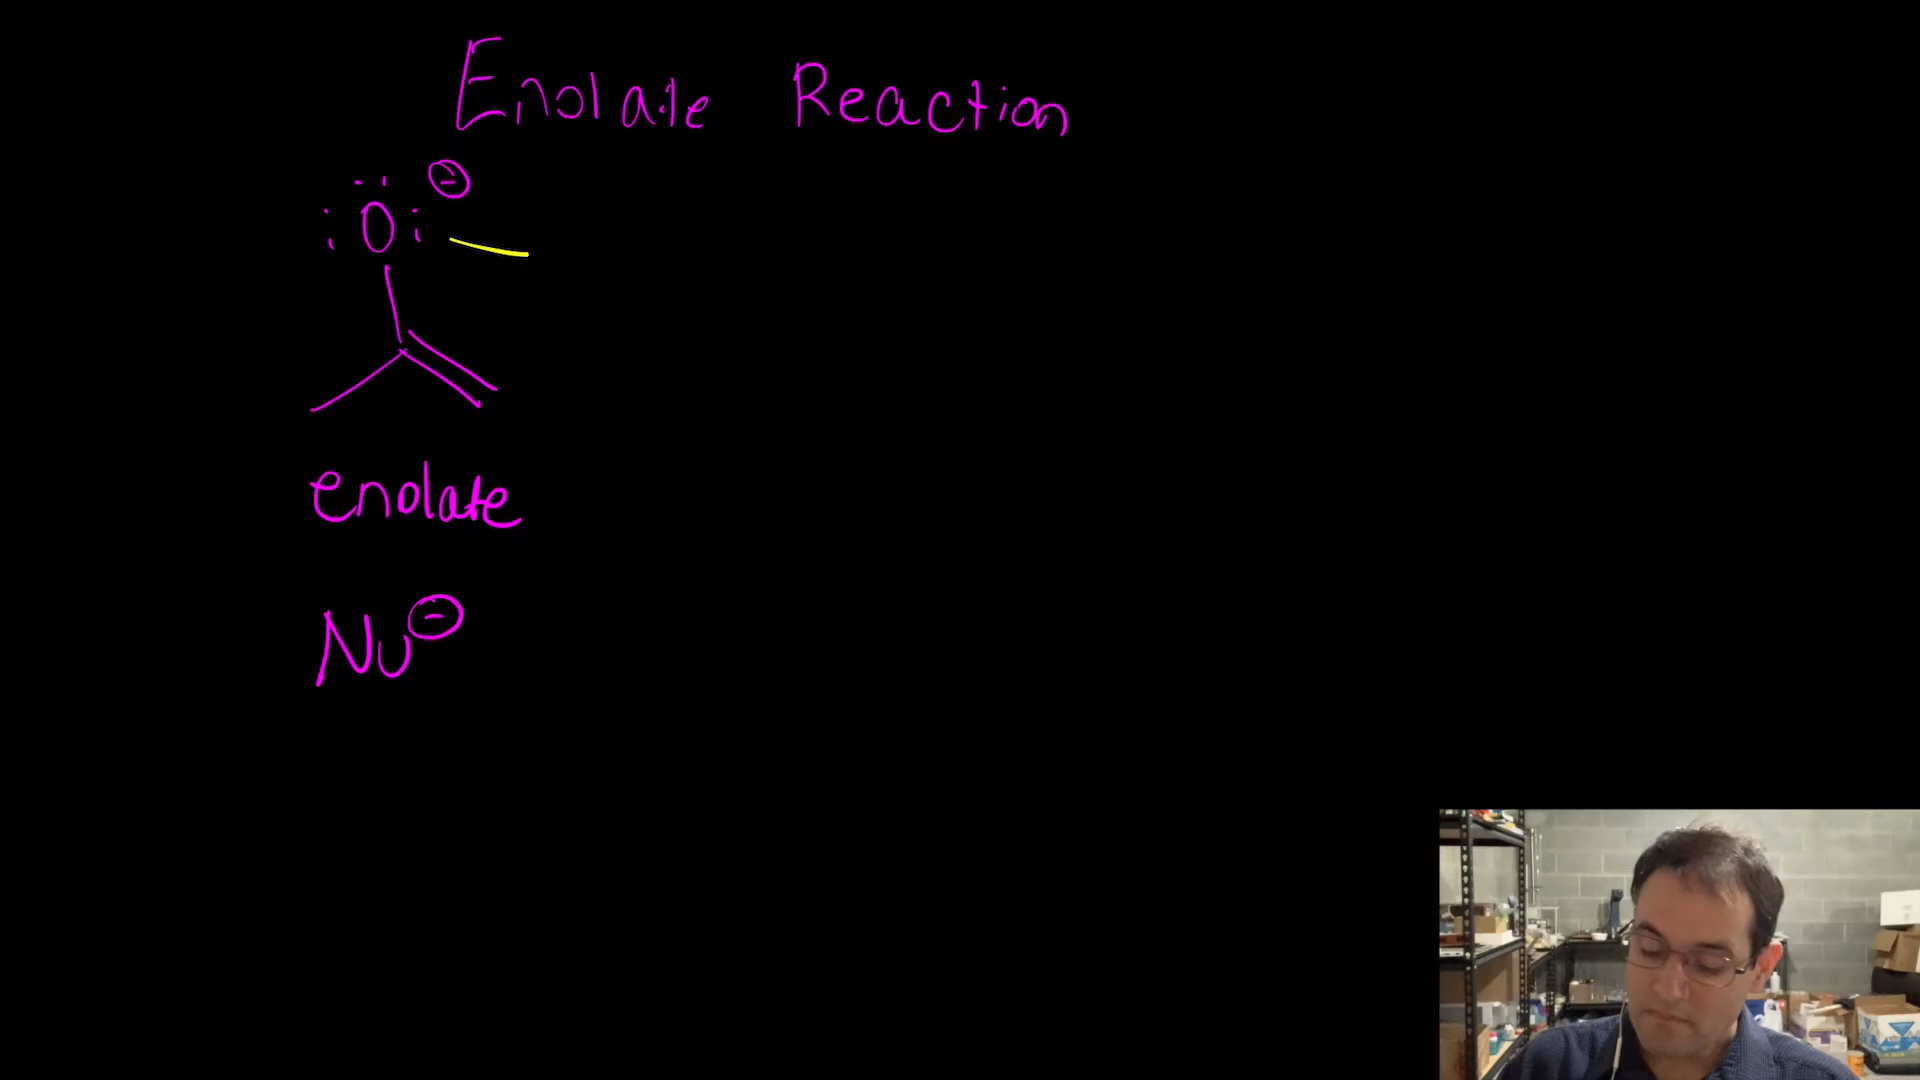 Enolate Reaction
⊖
:Ö:
enolate
Nu⊖